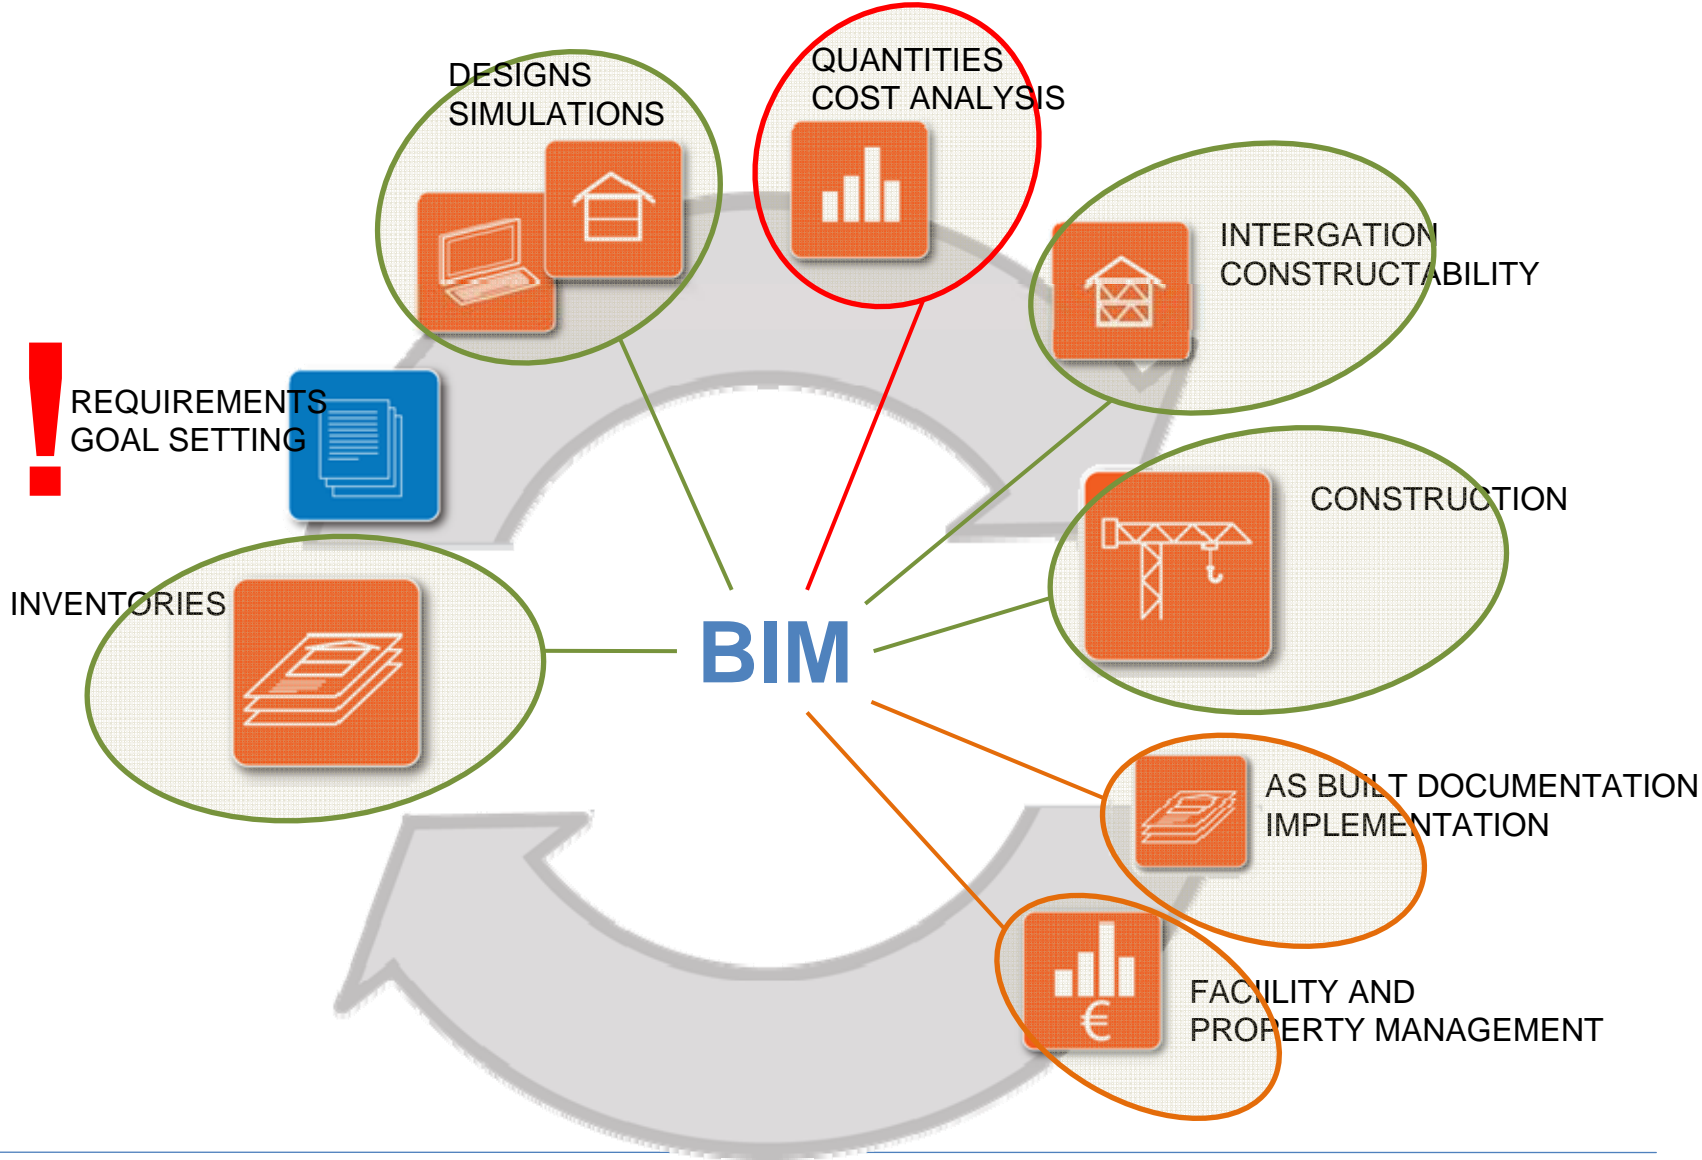 DESIGNS
SIMULATIONS
QUANTITIES
COST ANALYSIS
INTERGATION
CONSTRUCTABILITY
!
REQUIREMENTS
GOAL SETTING
CONSTRUCTION
INVENTORIES
BIM
AS BUILT DOCUMENTATION
IMPLEMENTATION
€
FACIILITY AND
PROPERTY MANAGEMENT